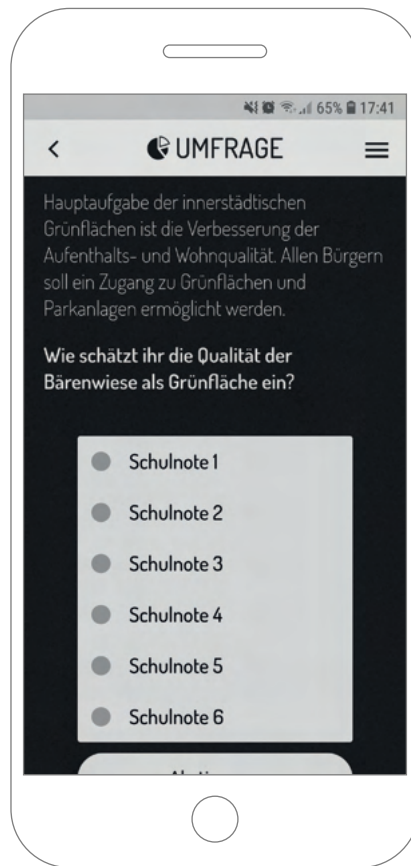 65% 17:41
UMFRAGE
Hauptaufgabe der innerstädtischen
Grünflächen ist die Verbesserung der
Aufenthalts- und Wohnqualität. Allen Bürgern
soll ein Zugang zu Grünflächen und
Parkanlagen ermöglicht werden.
Wie schätzt ihr die Qualität der
Bärenwiese als Grünfläche ein?
Schulnote 1
Schulnote 2
Schulnote 3
Schulnote 4
Schulnote 5
Schulnote 6